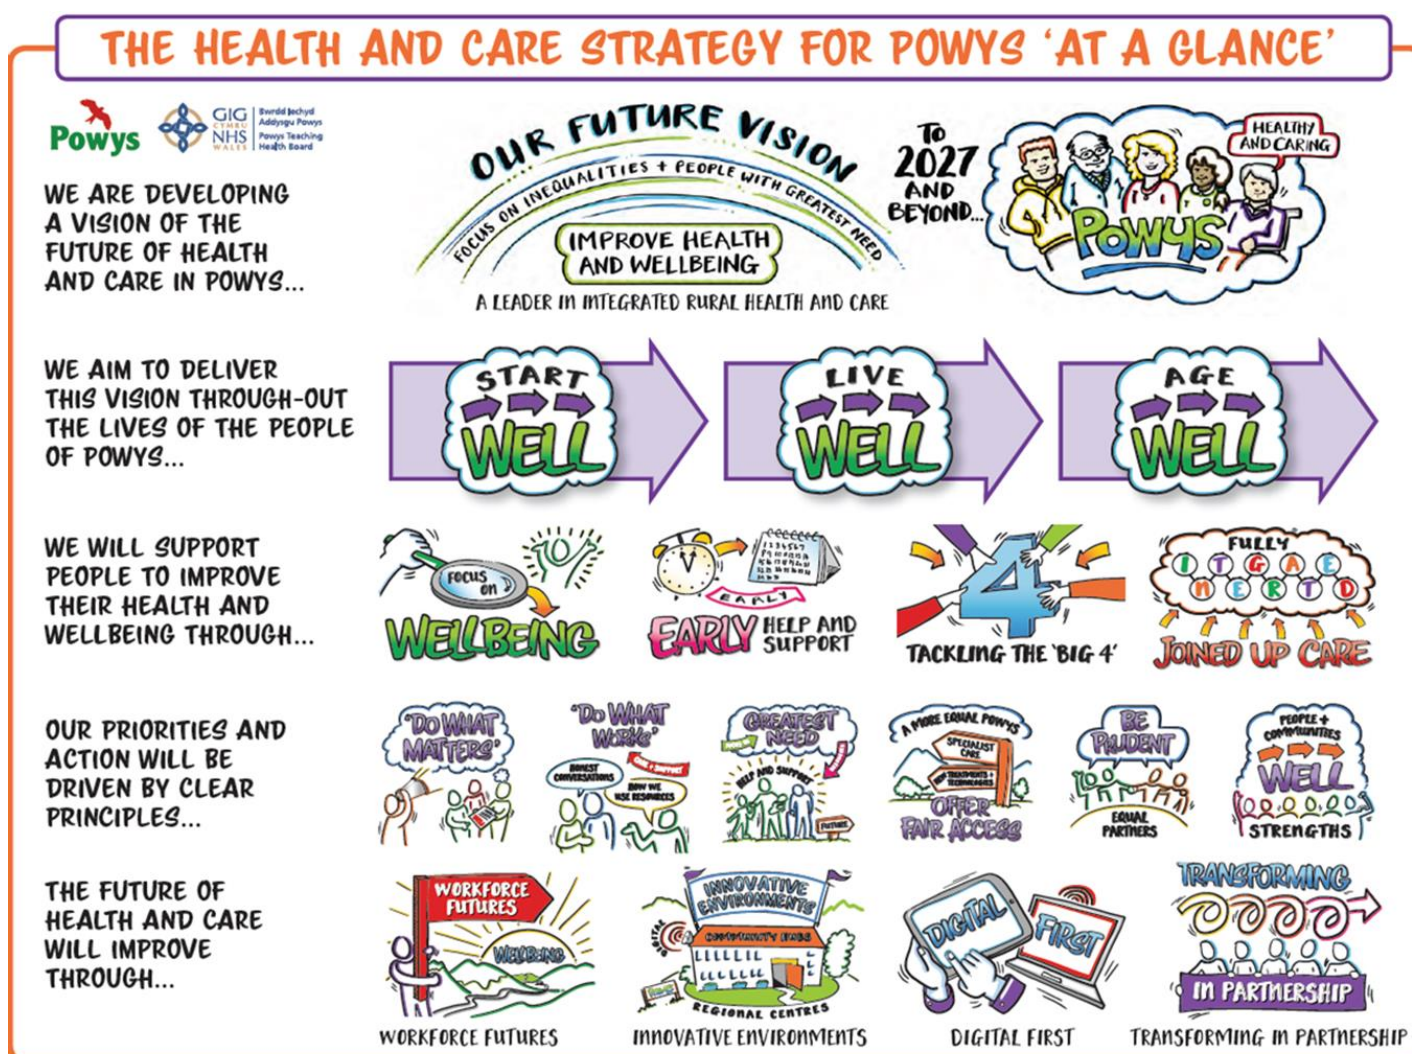 THE HEALTH AND CARE STRATEGY FOR POWYS 'AT A GLANCE'
Powys
GIG
CYMRU
NHS
WALES
Bwrdd Iechyd
Addysgu Powys
Powys Teaching
Health Board
WE ARE DEVELOPING
A VISION OF THE
FUTURE OF HEALTH
AND CARE IN POWYS...
OUR FUTURE VISION
FOCUS ON INEQUALITIES + PEOPLE WITH GREATEST NEED
IMPROVE HEALTH
AND WELLBEING
A LEADER IN INTEGRATED RURAL HEALTH AND CARE
TO
2027
AND
BEYOND...
HEALTHY
AND CARING
POWYS
WE AIM TO DELIVER
THIS VISION THROUGH-OUT
THE LIVES OF THE PEOPLE
OF POWYS...
START
WELL
LIVE
WELL
AGE
WELL
WE WILL SUPPORT
PEOPLE TO IMPROVE
THEIR HEALTH AND
WELLBEING THROUGH...
FOCUS
ON
WELLBEING
EARLY
EARLY HELP AND
SUPPORT
4
TACKLING THE 'BIG 4'
FULLY
INTEGRATED
JOINED UP CARE
OUR PRIORITIES AND
ACTION WILL BE
DRIVEN BY CLEAR
PRINCIPLES...
'DO WHAT
MATTERS'
'DO WHAT
WORKS'
HONEST
CONVERSATIONS
CARE + SUPPORT
HOW WE
USE RESOURCES
GREATEST
NEED
HELP AND SUPPORT
FUTURE
A MORE EQUAL POWYS
SPECIALIST
CARE
NEW TREATMENTS +
TECHNOLOGIES
OFFER
FAIR ACCESS
BE
PRUDENT
EQUAL
PARTNERS
PEOPLE +
COMMUNITIES
WELL
STRENGTHS
THE FUTURE OF
HEALTH AND CARE
WILL IMPROVE
THROUGH...
WORKFORCE
FUTURES
WELLBEING
WORKFORCE FUTURES
INNOVATIVE
ENVIRONMENTS
DIGITAL
COMMUNITY HUBS
REGIONAL CENTRES
INNOVATIVE ENVIRONMENTS
DIGITAL
FIRST
DIGITAL FIRST
TRANSFORMING
IN PARTNERSHIP
TRANSFORMING IN PARTNERSHIP